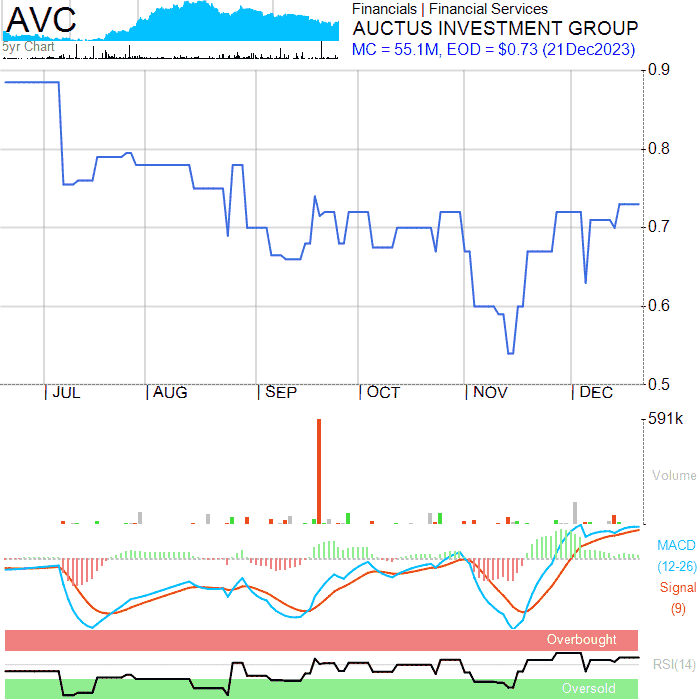 AVC
5yr Chart
Financials | Financial Services
AUCTUS INVESTMENT GROUP
MC = 55.1M, EOD = $0.73 (21Dec2023)
0.9
0.8
0.7
0.6
0.5
JUL
AUG
SEP
OCT
NOV
DEC
591k
Volume
MACD
(12-26)
Signal
(9)
Overbought
RSI(14)
Oversold